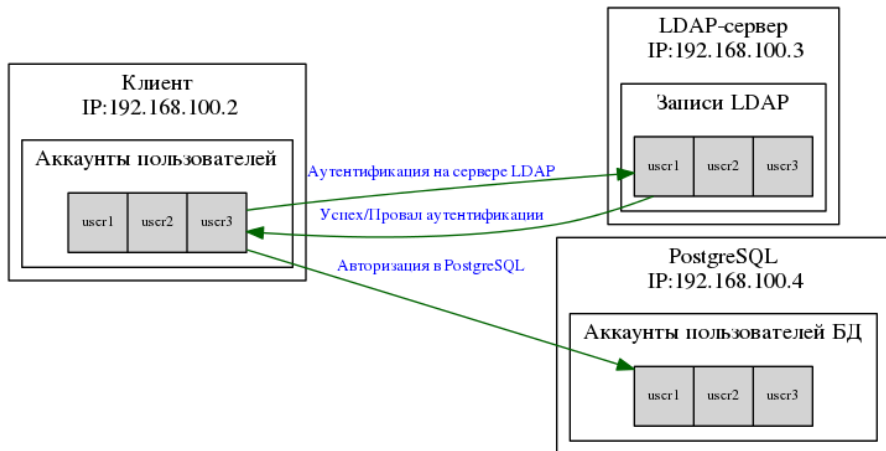 LDAP-сервер
IP:192.168.100.3
Клиент
IP:192.168.100.2
Записи LDAP
Аккаунты пользователей
user1 user2 user3
Аутентификация на сервере LDAP
user1 user2 user3
Успех/Провал аутентификации
Авторизация в PostgreSQL
PostgreSQL
IP:192.168.100.4
Аккаунты пользователей БД
user1 user2 user3